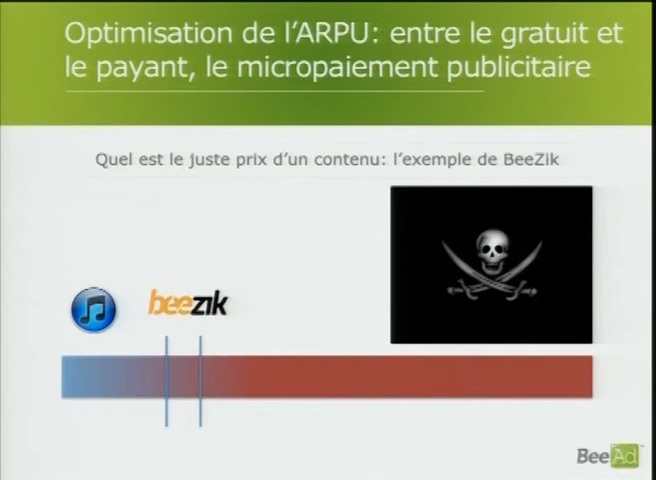 Optimisation de l'ARPU: entre le gratuit et
le payant, le micropaiement publicitaire
Quel est le juste prix d'un contenu: l'exemple de BeeZik
beezik
BeeAd